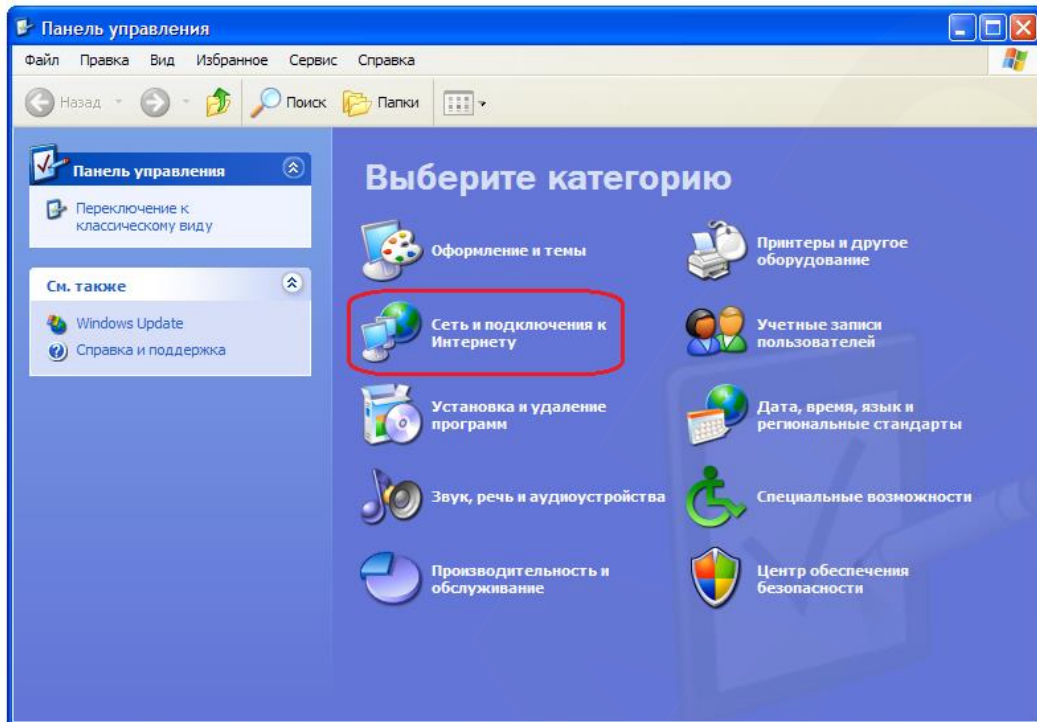 Панель управления
Файл Правка Вид Избранное Сервис Справка
Назад Поиск Папки
Панель управления
Переключение к
классическому виду
См. также
Windows Update
Справка и поддержка
Выберите категорию
Оформление и темы
Принтеры и другое
оборудование
Сеть и подключения к
Интернету
Учетные записи
пользователей
Установка и удаление
программ
Дата, время, язык и
региональные стандарты
Звук, речь и аудиоустройства
Специальные возможности
Производительность и
обслуживание
Центр обеспечения
безопасности